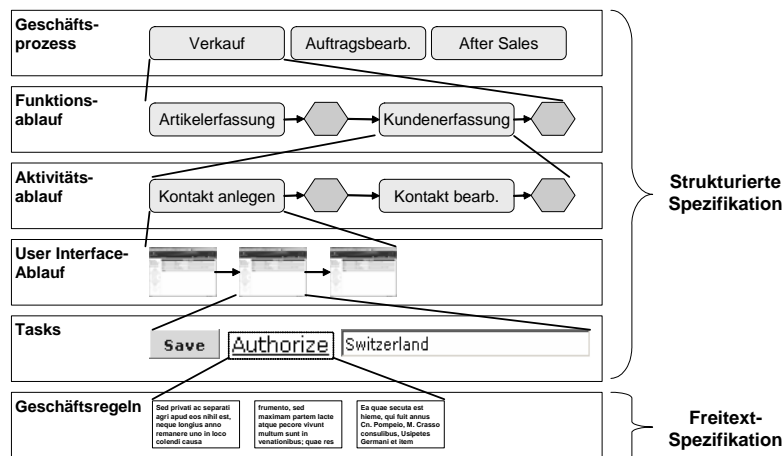 Geschäfts-
prozess
Verkauf
Auftragsbearb.
After Sales
Funktions-
ablauf
Artikelerfassung
Kundenerfassung
Aktivitäts-
ablauf
Kontakt anlegen
Kontakt bearb.
Strukturierte
Spezifikation
User Interface-
Ablauf
Tasks
Save
Authorize
Switzerland
Geschäftsregeln
Sed privati ac separati
agri apud eos nihil est,
neque longius anno
remanere uno in loco
colendi causa
frumento, sed
maximam partem lacte
atque pecore vivunt
multum sunt in
venationibus; quae res
Ea quae secuta est
hieme, qui fuit annus
Cn. Pompeio, M. Crasso
consulibus, Usipetes
Germani et item
Freitext-
Spezifikation